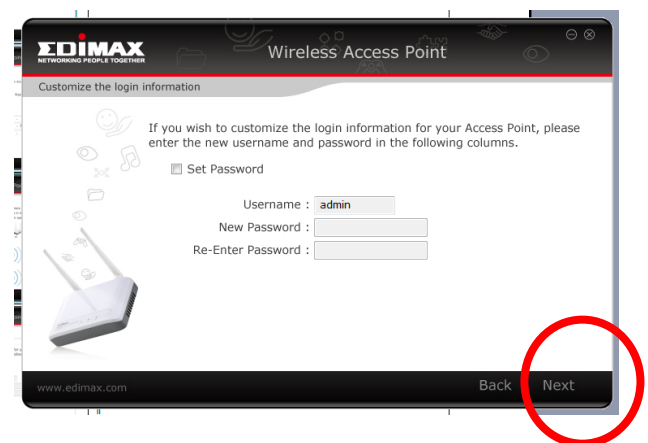 EDIMAX
NETWORKING PEOPLE TOGETHER
Wireless Access Point
Customize the login information
If you wish to customize the login information for your Access Point, please
enter the new username and password in the following columns.
Set Password
Username : admin
New Password :
Re-Enter Password :
www.edimax.com
Back Next